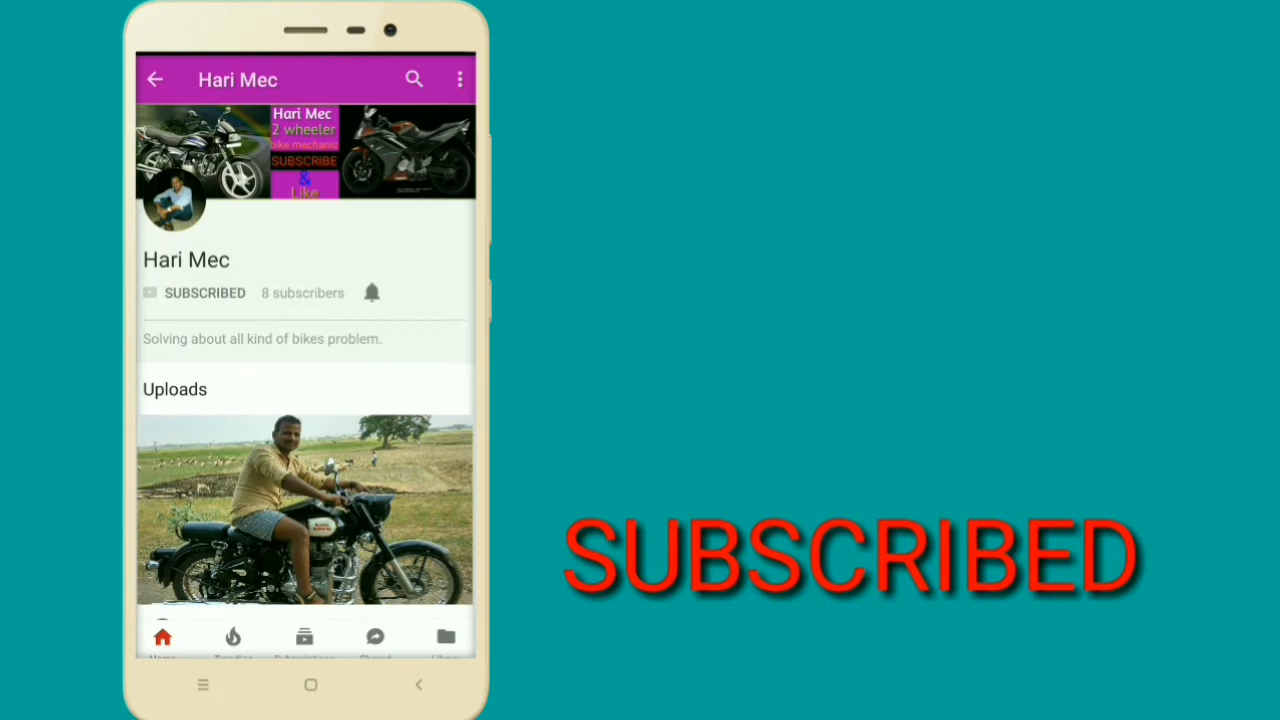 Hari Mec
Hari Mec
2 wheeler
bike mechanic
SUBSCRIBE
&
Like
Hari Mec
SUBSCRIBED 8 subscribers
Solving about all kind of bikes problem.
Uploads
SUBSCRIBED